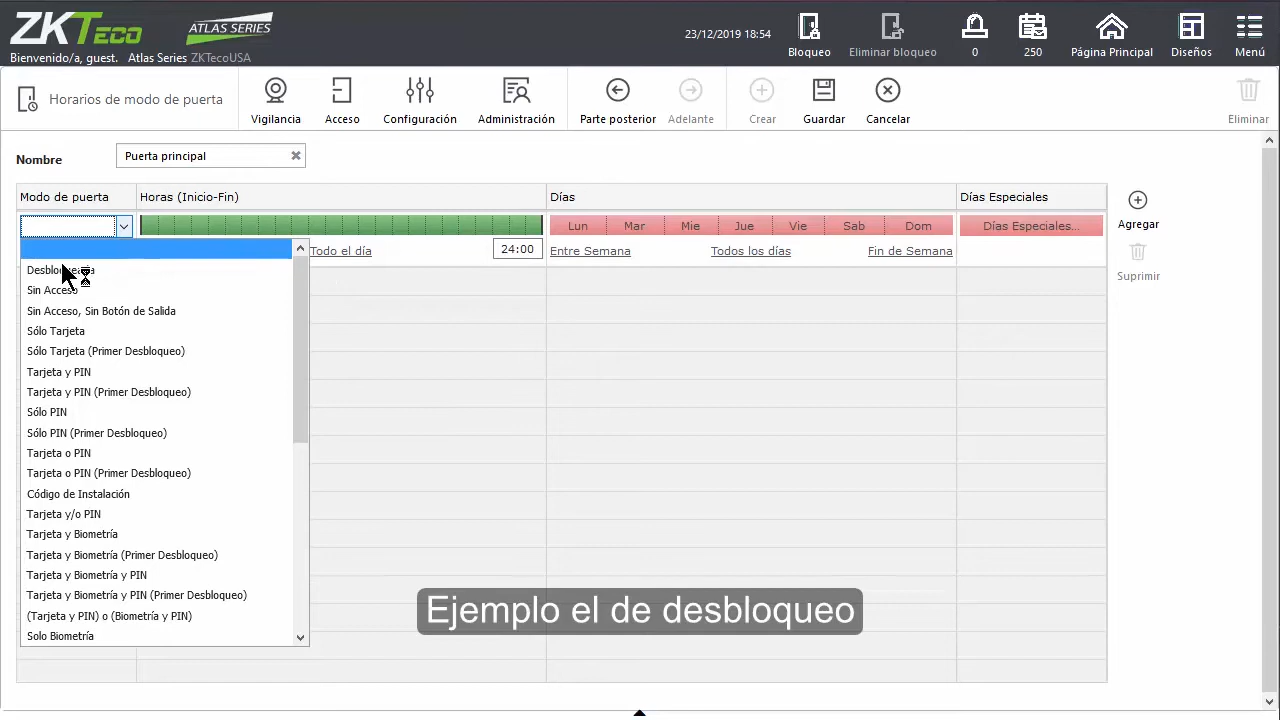 ZKTeco
ATLAS SERIES
Bienvenido/a, guest. Atlas Series ZKTecoUSA
23/12/2019 18:54
Bloqueo
Eliminar bloqueo
0
250
Página Principal
Diseños
Menú
Horarios de modo de puerta
Vigilancia
Acceso
Configuración
Administración
Parte posterior
Adelante
Crear
Guardar
Cancelar
Eliminar
Nombre
Puerta principal
Modo de puerta
Horas (Inicio-Fin)
Días
Días Especiales
Lun Mar Mie Jue Vie Sab Dom
Días Especiales...
Agregar
Todo el día
24:00
Entre Semana
Todos los días
Fin de Semana
Suprimir
Sin Acceso
Sin Acceso, Sin Botón de Salida
Sólo Tarjeta
Sólo Tarjeta (Primer Desbloqueo)
Tarjeta y PIN
Tarjeta y PIN (Primer Desbloqueo)
Sólo PIN
Sólo PIN (Primer Desbloqueo)
Tarjeta o PIN
Tarjeta o PIN (Primer Desbloqueo)
Código de Instalación
Tarjeta y/o PIN
Tarjeta y Biometría
Tarjeta y Biometría (Primer Desbloqueo)
Tarjeta y Biometría y PIN
Tarjeta y Biometría y PIN (Primer Desbloqueo)
(Tarjeta y PIN) o (Biometría y PIN)
Solo Biometría
Ejemplo el de desbloqueo